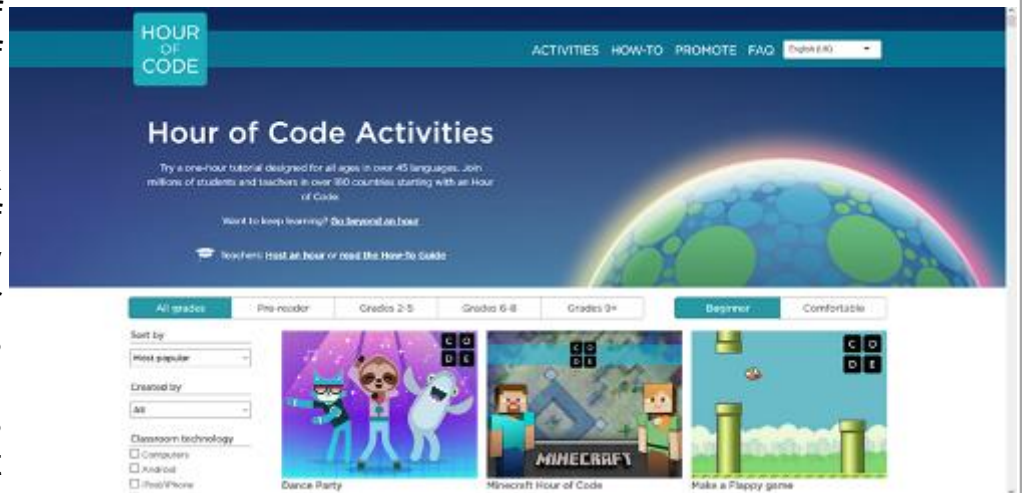 HOUR
OF
CODE
ACTIVITIES HOW-TO PROMOTE FAQ English (UK)
Hour of Code Activities
Try a one-hour tutorial designed for all ages in over 45 languages. Join
millions of students and teachers in over 180 countries starting with an Hour
of Code.
Want to keep learning? Go beyond an hour
Teachers: Host an hour or read the How-To Guide
All grades Pre-reader Grades 2-5 Grades 6-8 Grades 9+ Beginner Comfortable
Sort by
Most popular
Created by
All
Classroom technology
Computers
Android
iPad/iPhone
C O
D E
Dance Party
C O
D E
MINECRAFT
Minecraft Hour of Code
C O
D E
Make a Flappy game